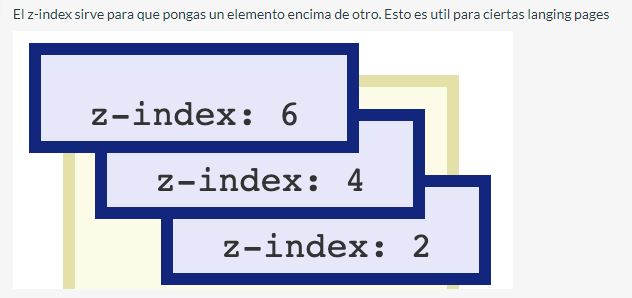 El z-index sirve para que pongas un elemento encima de otro. Esto es util para ciertas langing pages
z-index: 6
z-index: 4
z-index: 2